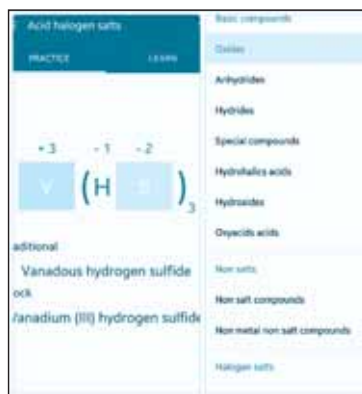 Acid halogen salts
PRACTICE LEARN
+3 -1 -2
V (H S)3
aditional
Vanadous hydrogen sulfide
ock
Vanadium (III) hydrogen sulfide
Basic compounds
Oxides
Anhydrides
Hydrides
Special compounds
Hydrohalics acids
Hydroxides
Oxyacids acids
Non salts
Non salt compounds
Non metal non salt compounds
Halogen salts